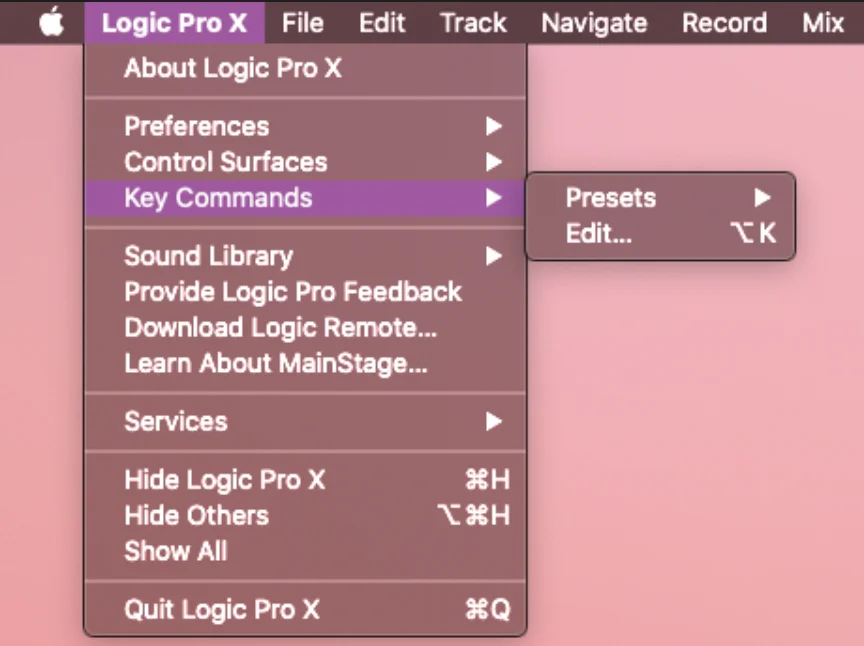 Logic Pro X File Edit Track Navigate Record Mix
About Logic Pro X
Preferences
Control Surfaces
Key Commands
Presets
Edit... ⌥K
Sound Library
Provide Logic Pro Feedback
Download Logic Remote...
Learn About MainStage...
Services
Hide Logic Pro X ⌘H
Hide Others ⌥⌘H
Show All
Quit Logic Pro X ⌘Q